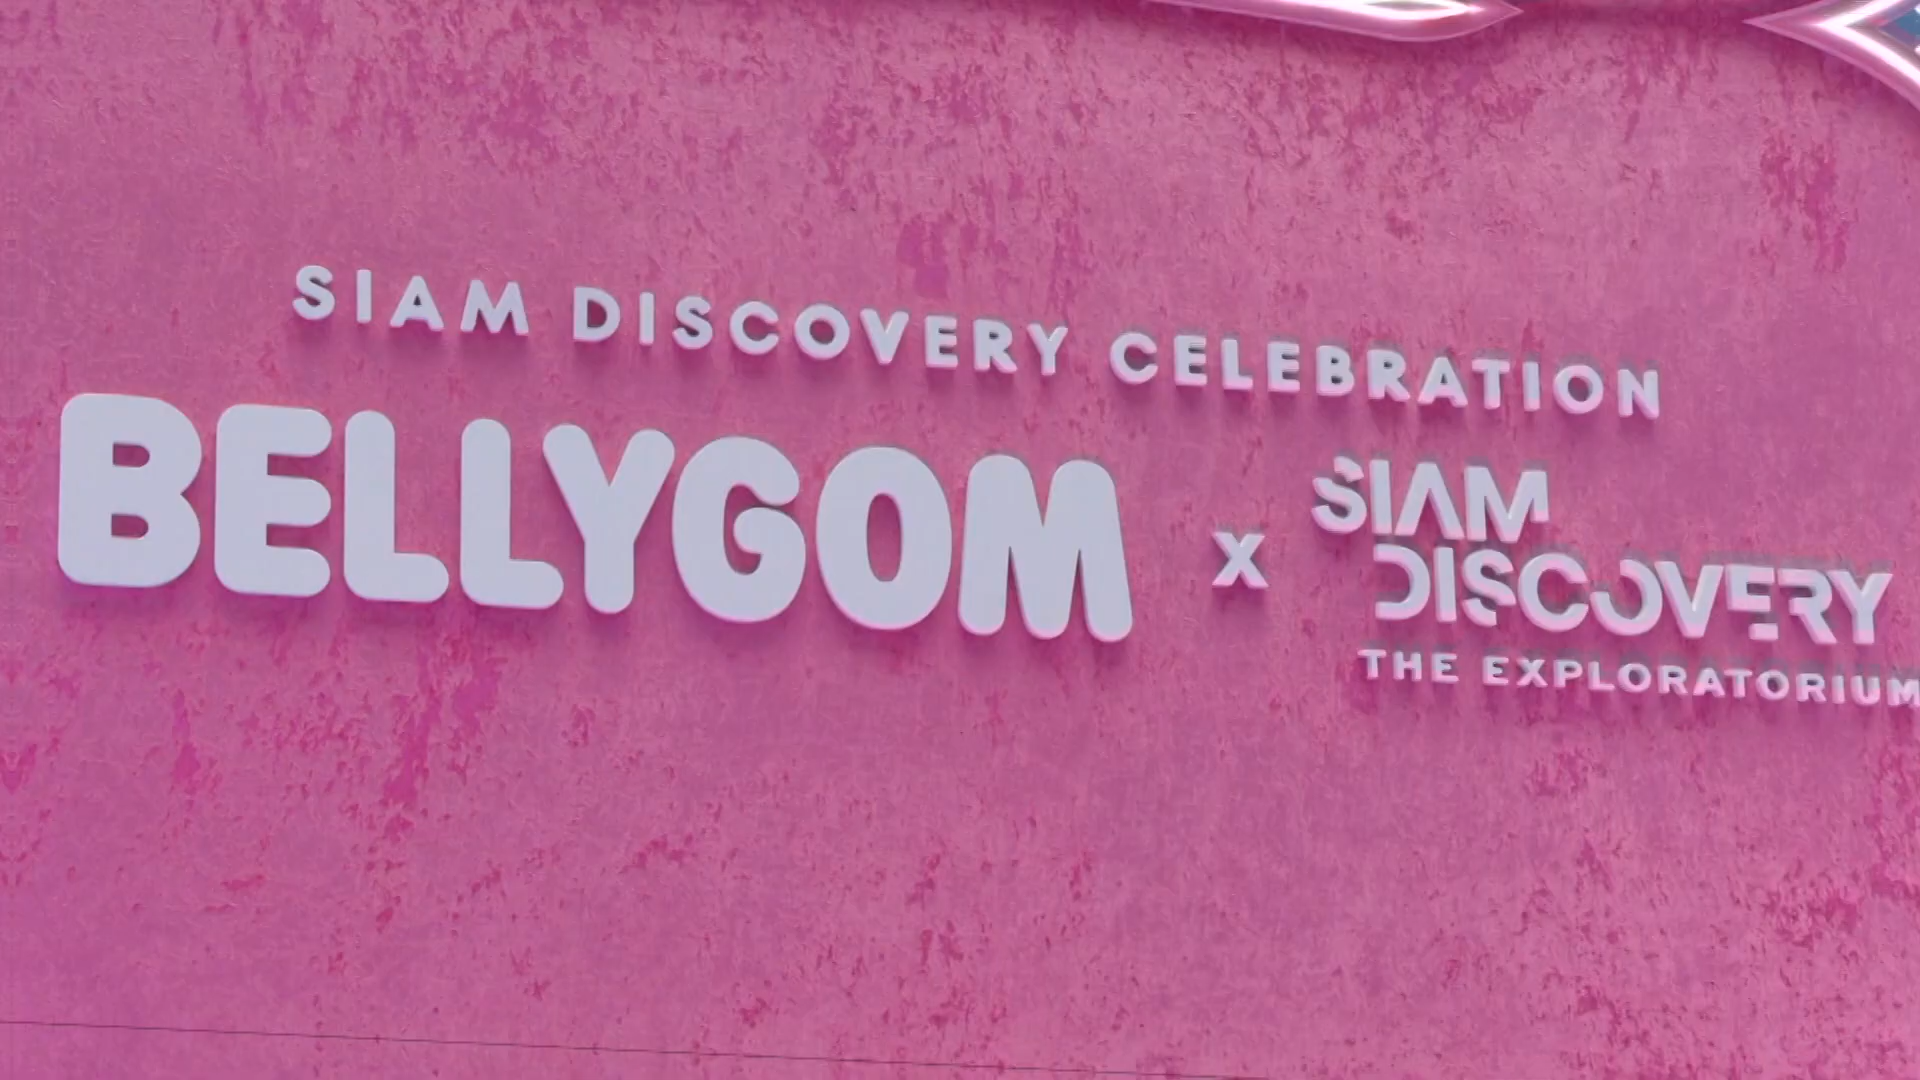 SIAM DISCOVERY CELEBRATION
BELLYGOM x SIAM DISCOVERY
THE EXPLORATORIUM